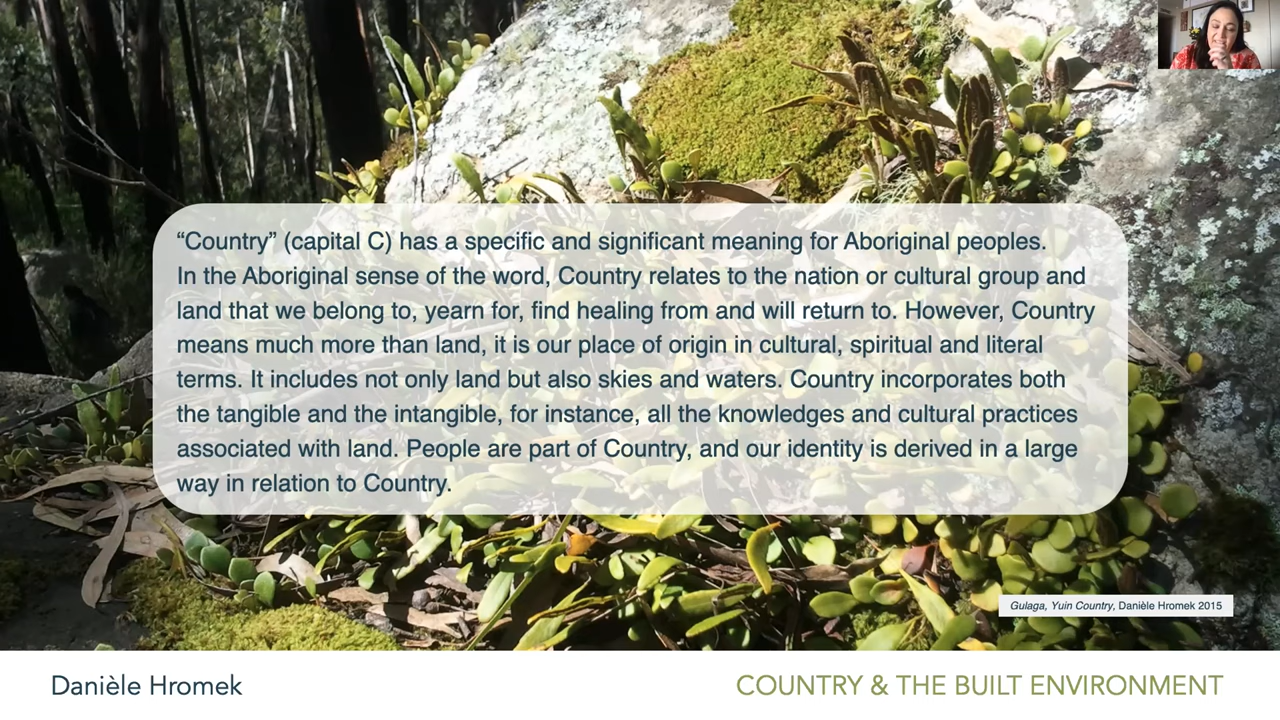 “Country” (capital C) has a specific and significant meaning for Aboriginal peoples.
In the Aboriginal sense of the word, Country relates to the nation or cultural group and
land that we belong to, yearn for, find healing from and will return to. However, Country
means much more than land, it is our place of origin in cultural, spiritual and literal
terms. It includes not only land but also skies and waters. Country incorporates both
the tangible and the intangible, for instance, all the knowledges and cultural practices
associated with land. People are part of Country, and our identity is derived in a large
way in relation to Country.
Gulaga, Yuin Country, Danièle Hromek 2015
Danièle Hromek
COUNTRY & THE BUILT ENVIRONMENT